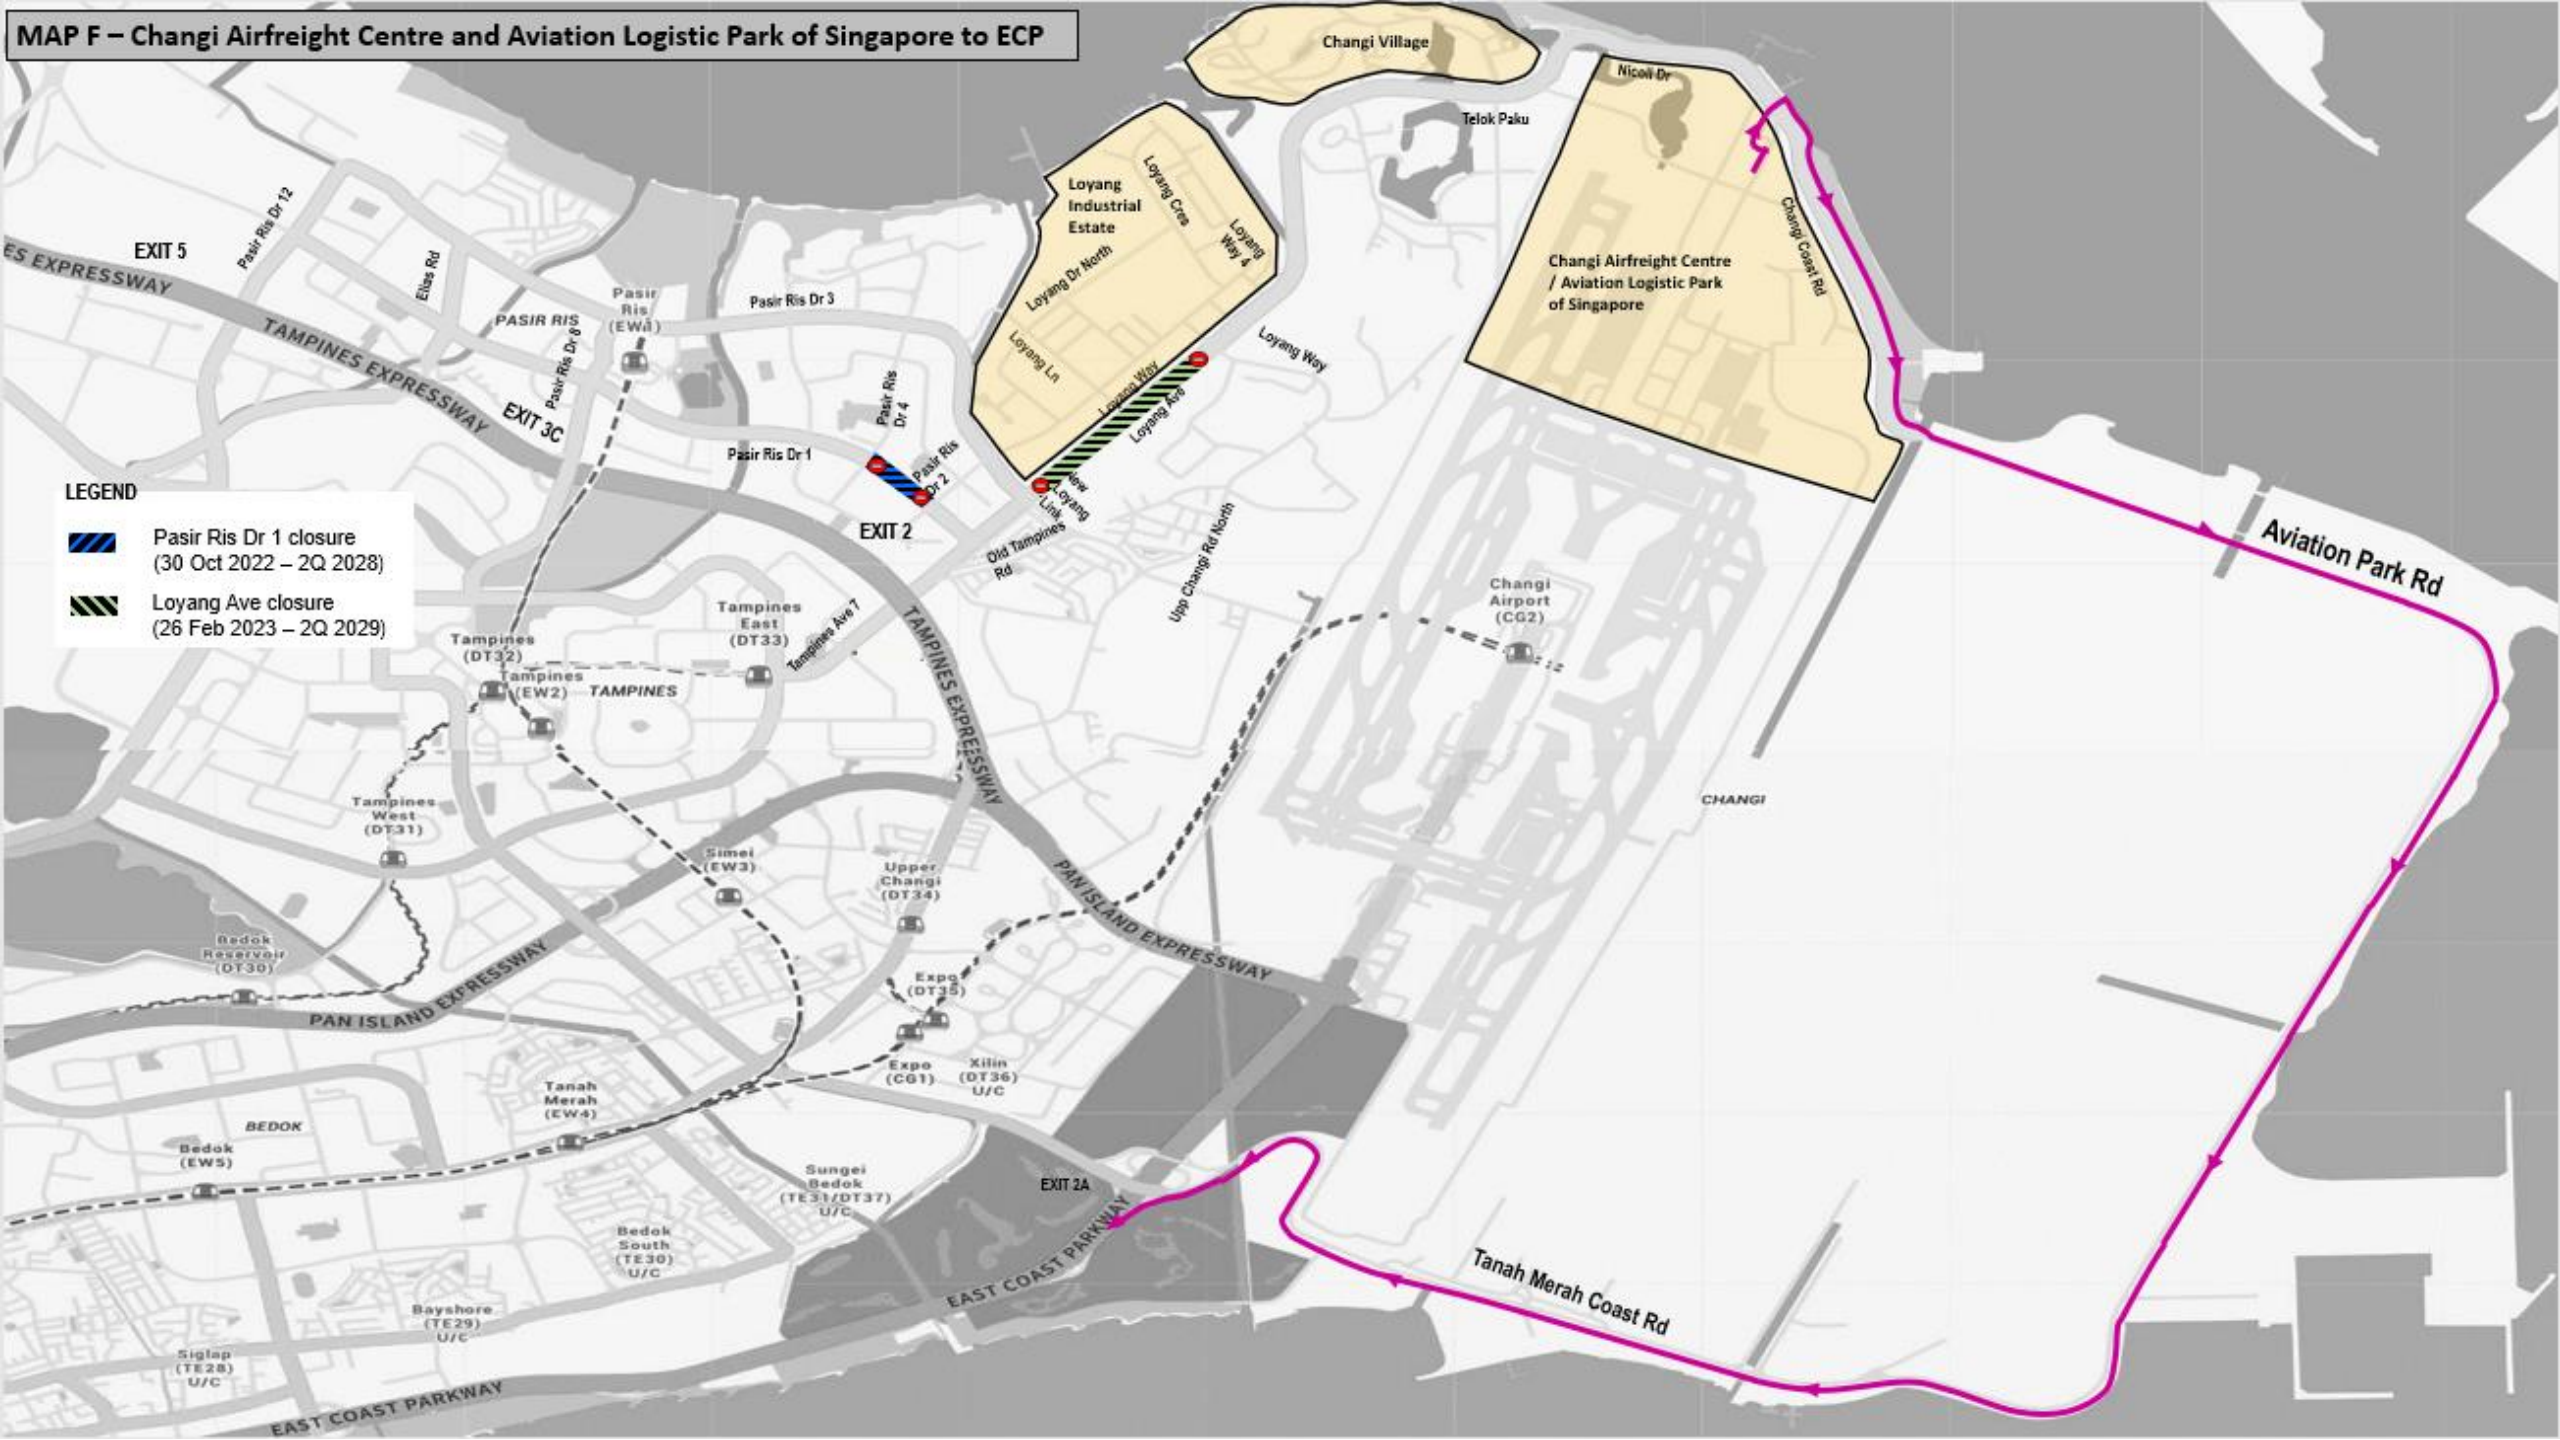 MAP F – Changi Airfreight Centre and Aviation Logistic Park of Singapore to ECP
Changi Village
Nicoll Dr
Telok Paku
Loyang
Industrial
Estate
Loyang Cres
Loyang
Way 4
Loyang Dr North
Loyang Ln
Loyang Way
Loyang Ave
Loyang Way
Changi Coast Rd
Changi Airfreight Centre
/ Aviation Logistic Park
of Singapore
EXIT 5
ES EXPRESSWAY
Pasir Ris Dr 12
Elias Rd
TAMPINES EXPRESSWAY
PASIR RIS
Pasir
Ris
(EW1)
Pasir Ris Dr 8
Pasir Ris Dr 3
EXIT 3C
Pasir Ris Dr 1
Pasir Ris
Dr 4
Pasir Ris
Dr 2
EXIT 2
New
Loyang
Link
Old Tampines
Rd
Upp Changi Rd North
LEGEND
Pasir Ris Dr 1 closure
(30 Oct 2022 – 2Q 2028)
Loyang Ave closure
(26 Feb 2023 – 2Q 2029)
Aviation Park Rd
Changi
Airport
(CG2)
Tampines
East
(DT33)
Tampines Ave 7
TAMPINES EXPRESSWAY
Tampines
(DT32)
Tampines
(EW2)
TAMPINES
CHANGI
Tampines
West
(DT31)
Simei
(EW3)
Upper
Changi
(DT34)
PAN ISLAND EXPRESSWAY
Bedok
Reservoir
(DT30)
PAN ISLAND EXPRESSWAY
Expo
(DT35)
Expo
(CG1)
Xilin
(DT36)
U/C
Tanah
Merah
(EW4)
BEDOK
Bedok
(EW5)
Sungei
Bedok
(TE31/DT37)
U/C
EXIT 2A
EAST COAST PARKWAY
Bedok
South
(TE30)
U/C
Tanah Merah Coast Rd
Bayshore
(TE29)
U/C
Siglap
(TE28)
U/C
EAST COAST PARKWAY